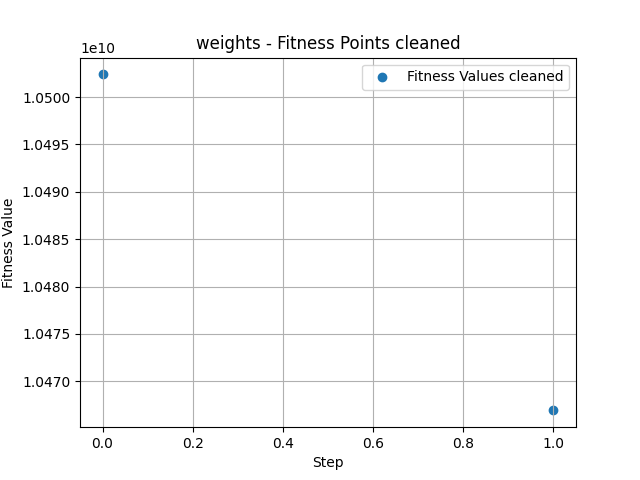 weights - Fitness Points cleaned
1e10
Fitness Values cleaned
1.0500
1.0495
1.0490
1.0485
1.0480
1.0475
1.0470
Fitness Value
0.0 0.2 0.4 0.6 0.8 1.0
Step